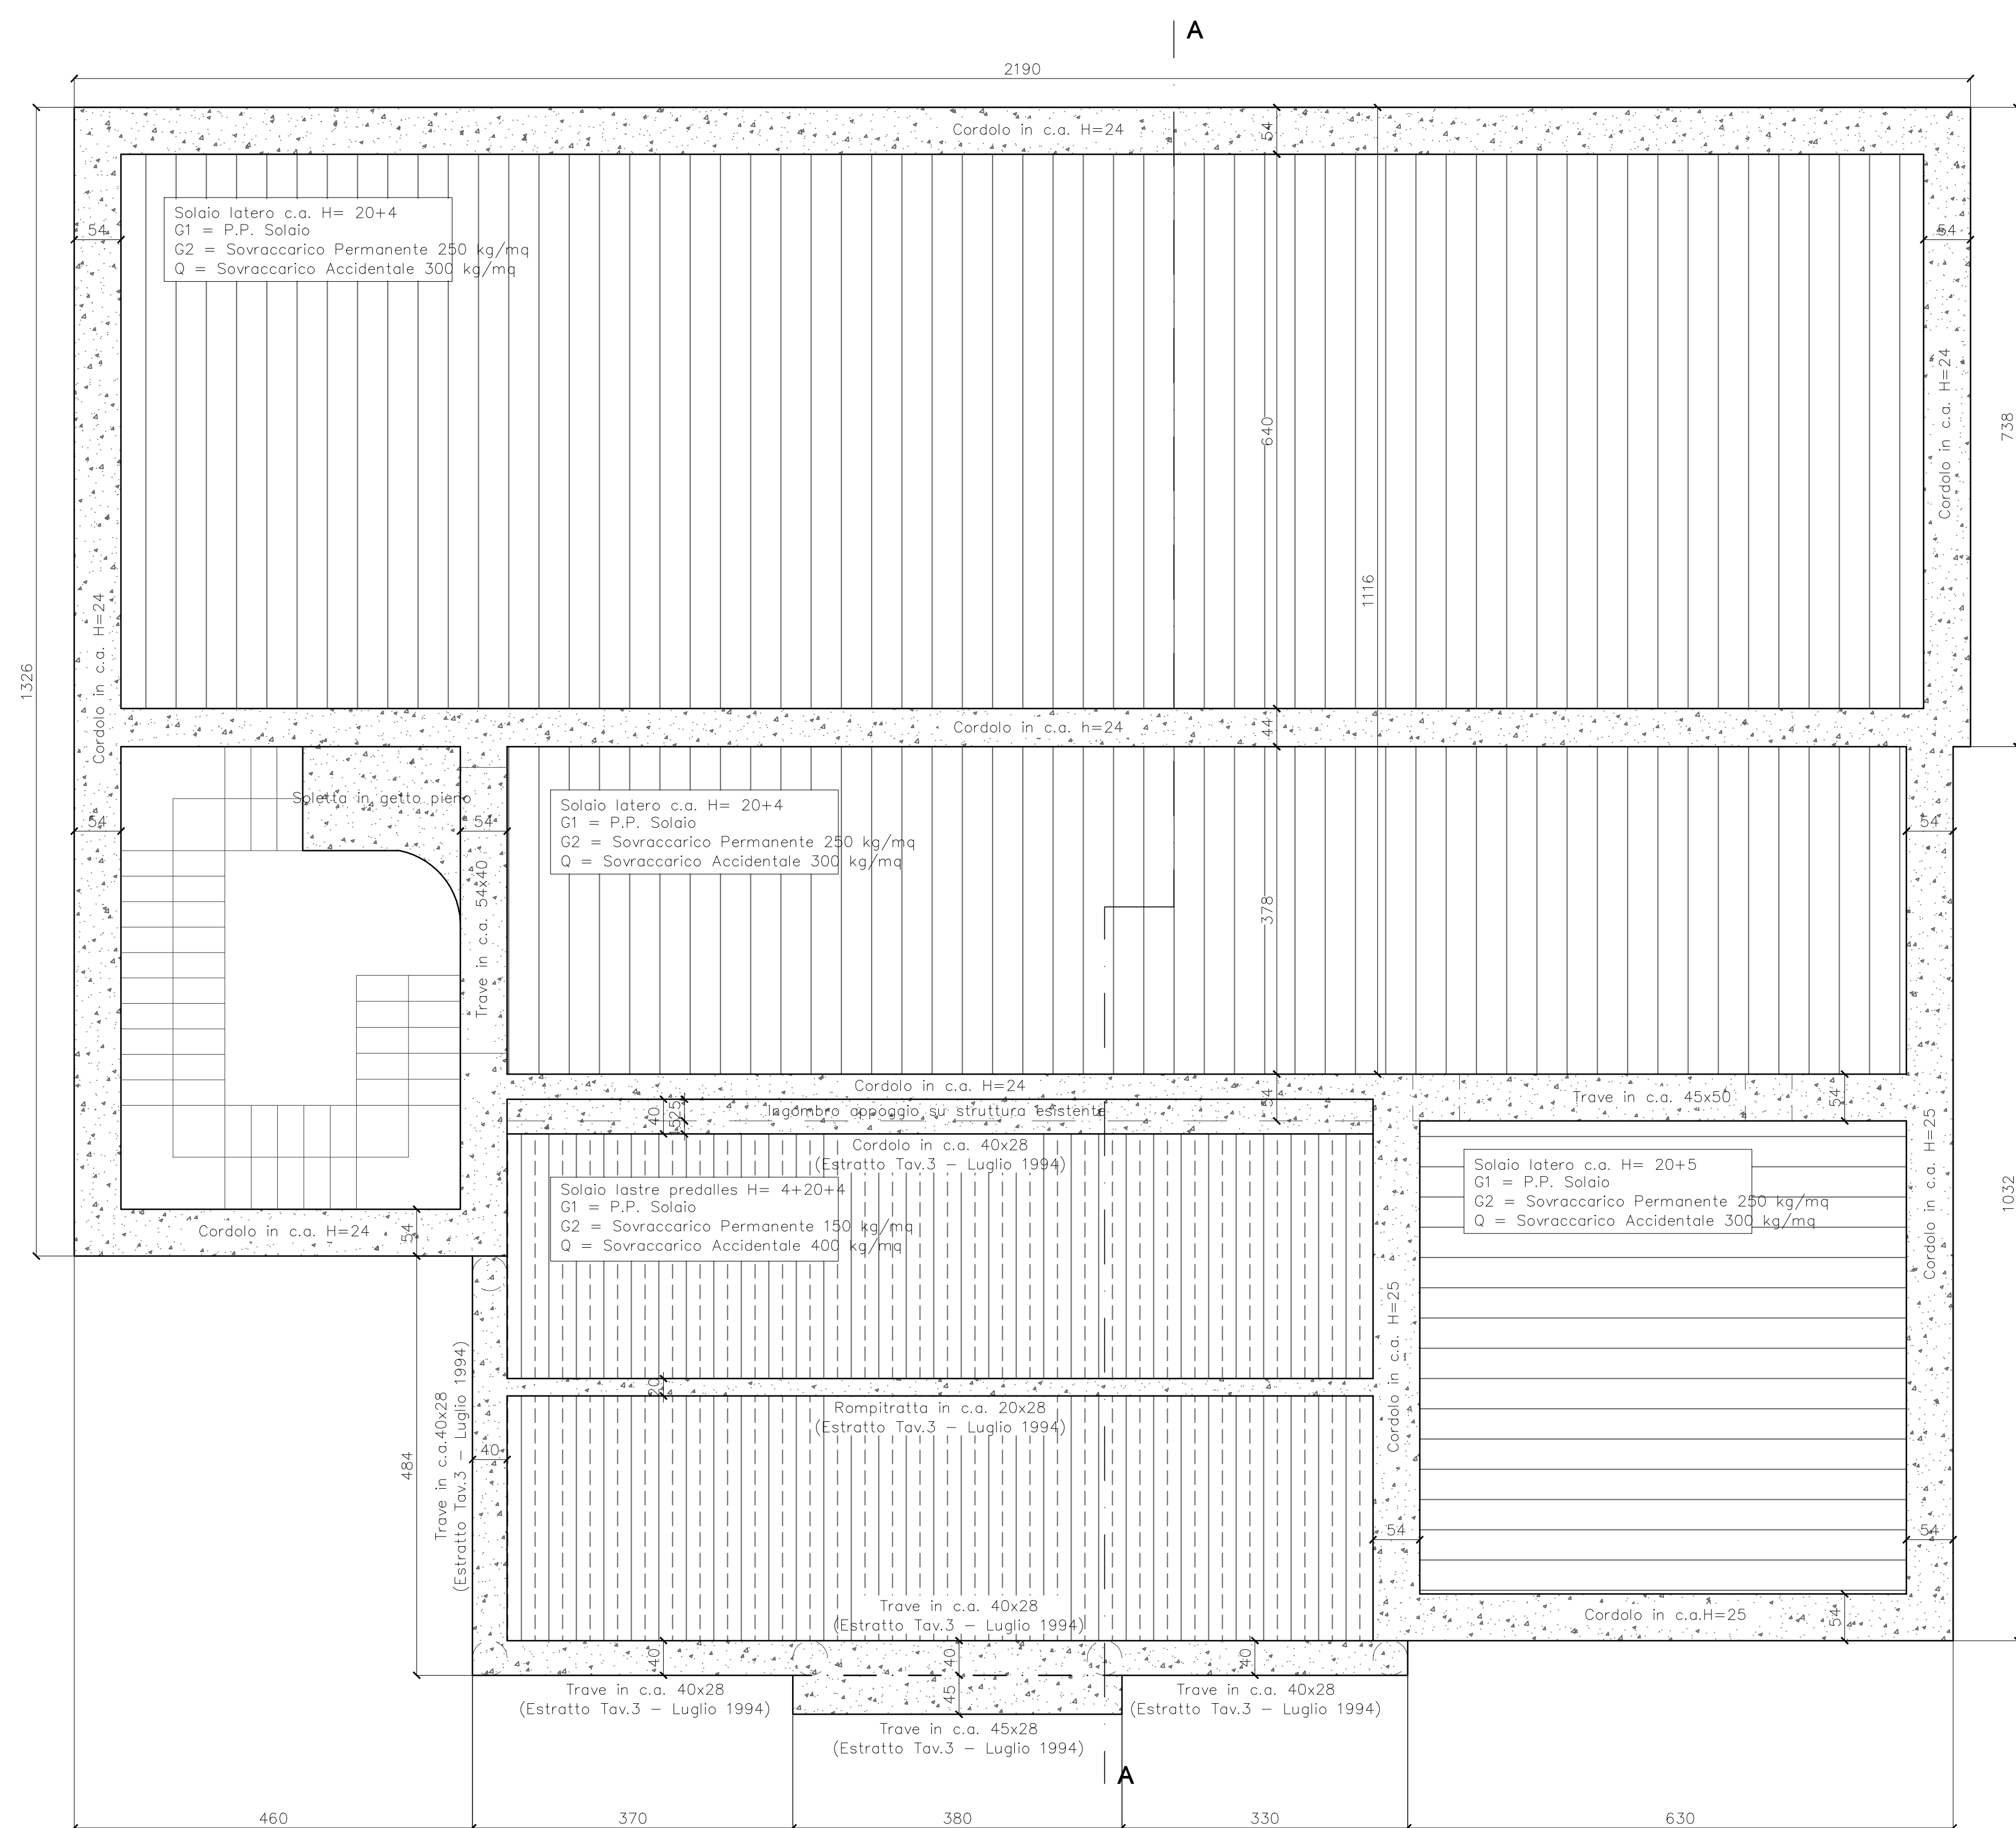 A
2190
Cordolo in c.a. H=24
54
Solaio latero c.a. H= 20+4
G1 = P.P. Solaio
G2 = Sovraccarico Permanente 250 kg/mq
Q = Sovraccarico Accidentale 300 kg/mq
54
54
Cordolo in c.a. H=24
640
738
1116
Cordolo in c.a. H=24
1326
Cordolo in c.a. h=24
44
Soletta in getto pieno
54
54
54
Solaio latero c.a. H= 20+4
G1 = P.P. Solaio
G2 = Sovraccarico Permanente 250 kg/mq
Q = Sovraccarico Accidentale 300 kg/mq
Trave in c.a. 54x40
378
Cordolo in c.a. H=24
Trave in c.a. 45x50
54
54
40
Ingombro appoggio su struttura esistente
Cordolo in c.a. 40x28
(Estratto Tav.3 - Luglio 1994)
Solaio lastre predalles H= 4+20+4
G1 = P.P. Solaio
G2 = Sovraccarico Permanente 150 kg/mq
Q = Sovraccarico Accidentale 400 kg/mq
Solaio latero c.a. H= 20+5
G1 = P.P. Solaio
G2 = Sovraccarico Permanente 250 kg/mq
Q = Sovraccarico Accidentale 300 kg/mq
Cordolo in c.a. H=25
1032
Cordolo in c.a. H=24
54
Cordolo in c.a. H=25
20
Rompitratta in c.a. 20x28
(Estratto Tav.3 - Luglio 1994)
484
Trave in c.a.40x28
(Estratto Tav.3 - Luglio 1994)
40
54
54
Trave in c.a. 40x28
(Estratto Tav.3 - Luglio 1994)
Cordolo in c.a.H=25
54
40
40
40
45
Trave in c.a. 40x28
(Estratto Tav.3 - Luglio 1994)
Trave in c.a. 40x28
(Estratto Tav.3 - Luglio 1994)
Trave in c.a. 45x28
(Estratto Tav.3 - Luglio 1994)
A
460
370
380
330
630